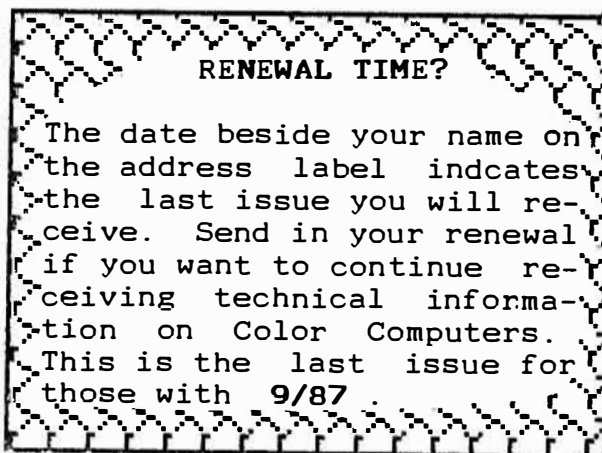 RENEWAL TIME?
The date beside your name on
the address label indcates
the last issue you will re-
ceive. Send in your renewal
if you want to continue re-
ceiving technical informa-
tion on Color Computers.
This is the last issue for
those with 9/87 .